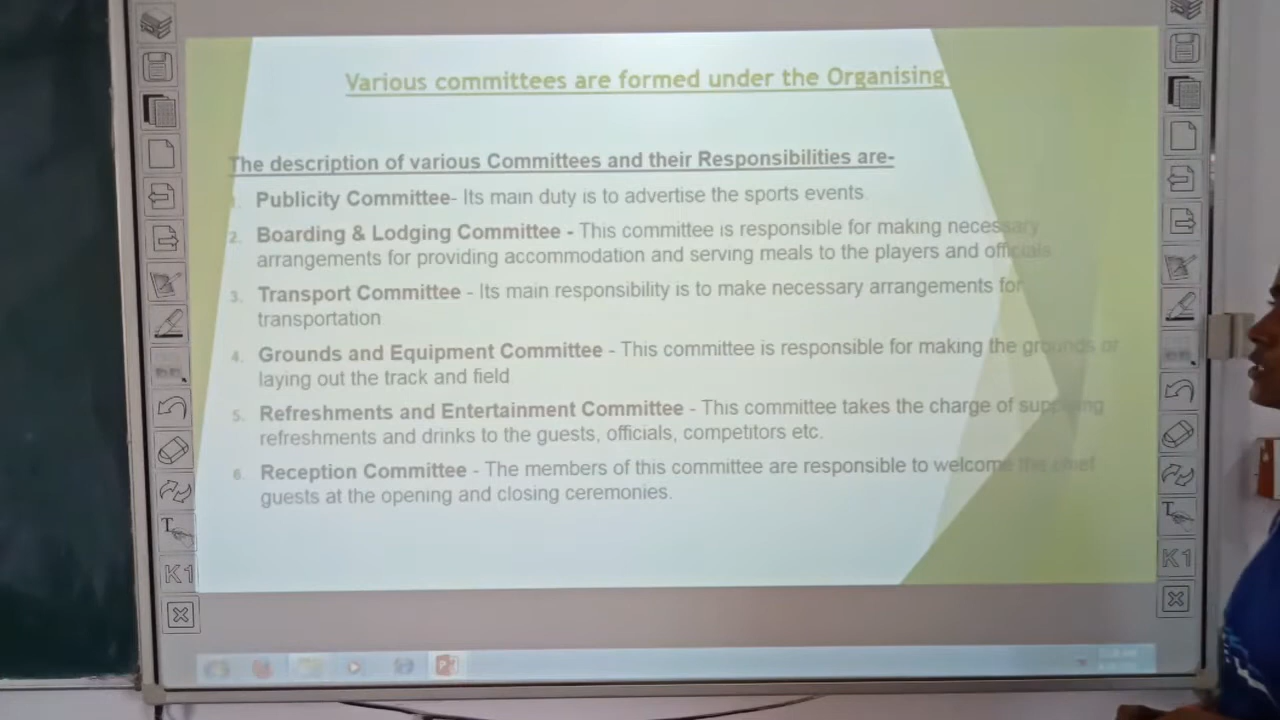 Various committees are formed under the Organising
The description of various Committees and their Responsibilities are-
1. Publicity Committee- Its main duty is to advertise the sports events.
2. Boarding & Lodging Committee - This committee is responsible for making necessary
arrangements for providing accommodation and serving meals to the players and officials
3. Transport Committee - Its main responsibility is to make necessary arrangements for
transportation
4. Grounds and Equipment Committee - This committee is responsible for making the grounds or
laying out the track and field
5. Refreshments and Entertainment Committee - This committee takes the charge of supplying
refreshments and drinks to the guests, officials, competitors etc.
6. Reception Committee - The members of this committee are responsible to welcome the chief
guests at the opening and closing ceremonies.
T
K1
T
K1